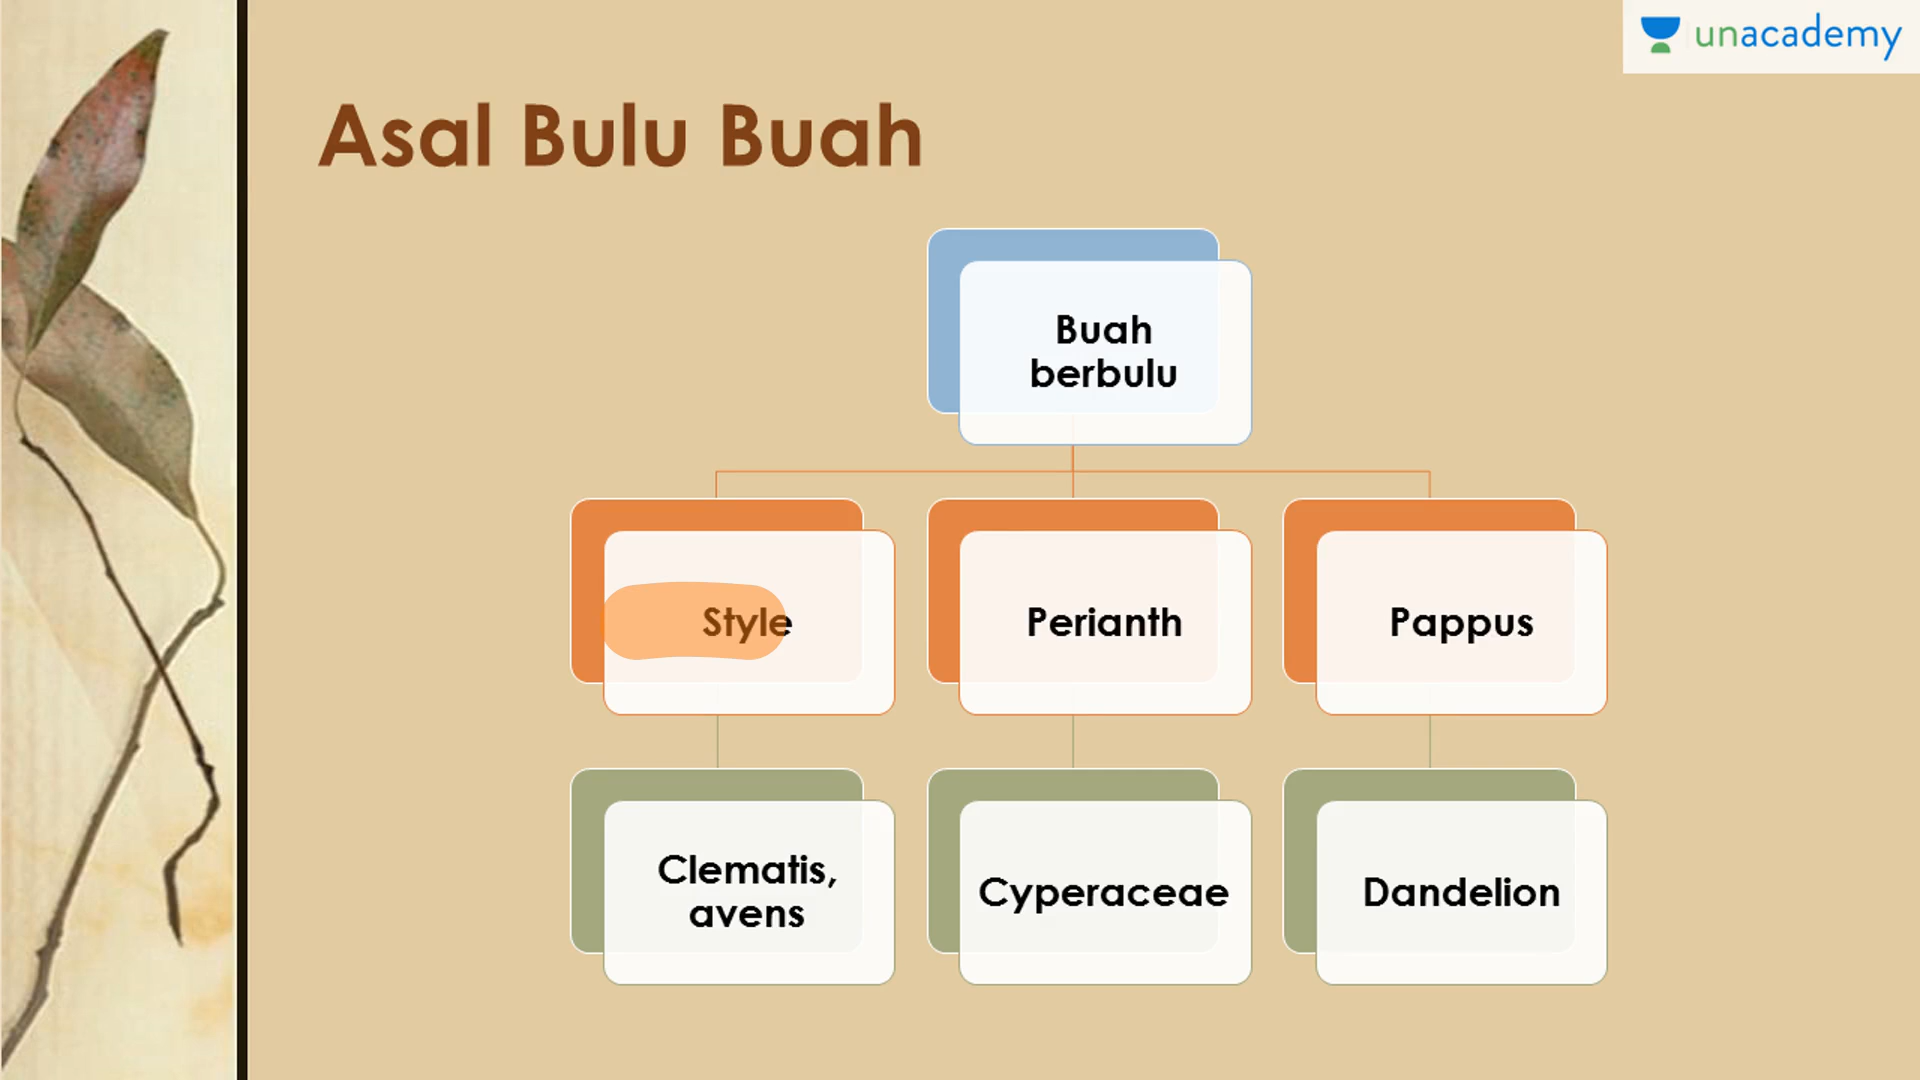 unacademy
Asal Bulu Buah
Buah
berbulu
Style
Perianth
Pappus
Clematis,
avens
Cyperaceae
Dandelion